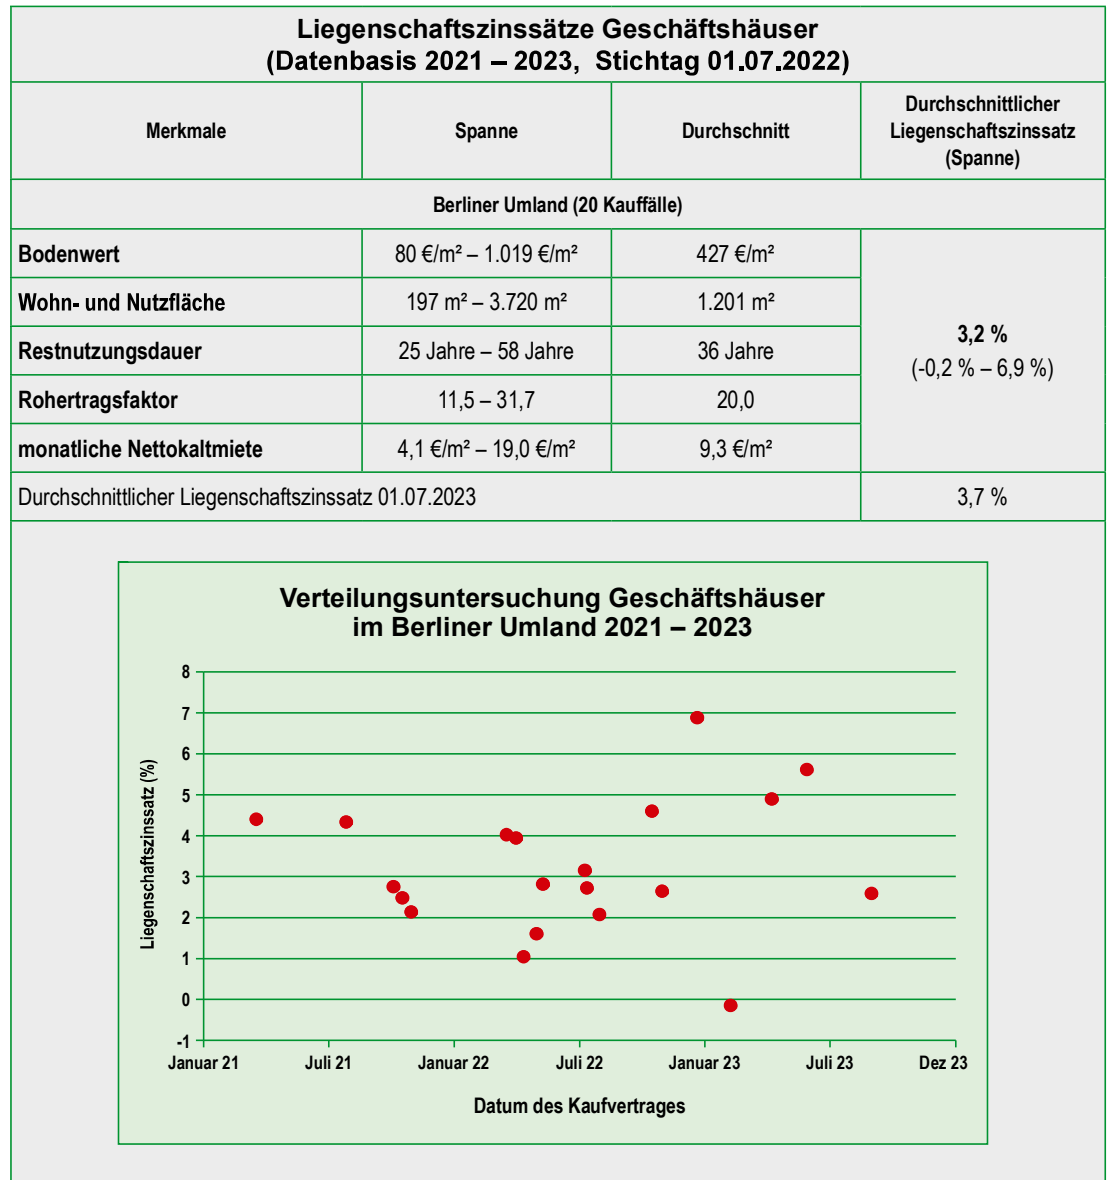 Liegenschaftszinssätze Geschäftshäuser
(Datenbasis 2021 – 2023, Stichtag 01.07.2022)
Merkmale
Spanne
Durchschnitt
Durchschnittlicher
Liegenschaftszinssatz
(Spanne)
Berliner Umland (20 Kauffälle)
Bodenwert
80 €/m² – 1.019 €/m²
427 €/m²
Wohn- und Nutzfläche
197 m² – 3.720 m²
1.201 m²
Restnutzungsdauer
25 Jahre – 58 Jahre
36 Jahre
Rohertragsfaktor
11,5 – 31,7
20,0
monatliche Nettokaltmiete
4,1 €/m² – 19,0 €/m²
9,3 €/m²
3,2 %
(-0,2 % – 6,9 %)
Durchschnittlicher Liegenschaftszinssatz 01.07.2023
3,7 %
Verteilungsuntersuchung Geschäftshäuser
im Berliner Umland 2021 – 2023
Liegenschaftszinssatz (%)
8
7
6
5
4
3
2
1
0
-1
Januar 21
Juli 21
Januar 22
Juli 22
Januar 23
Juli 23
Dez 23
Datum des Kaufvertrages